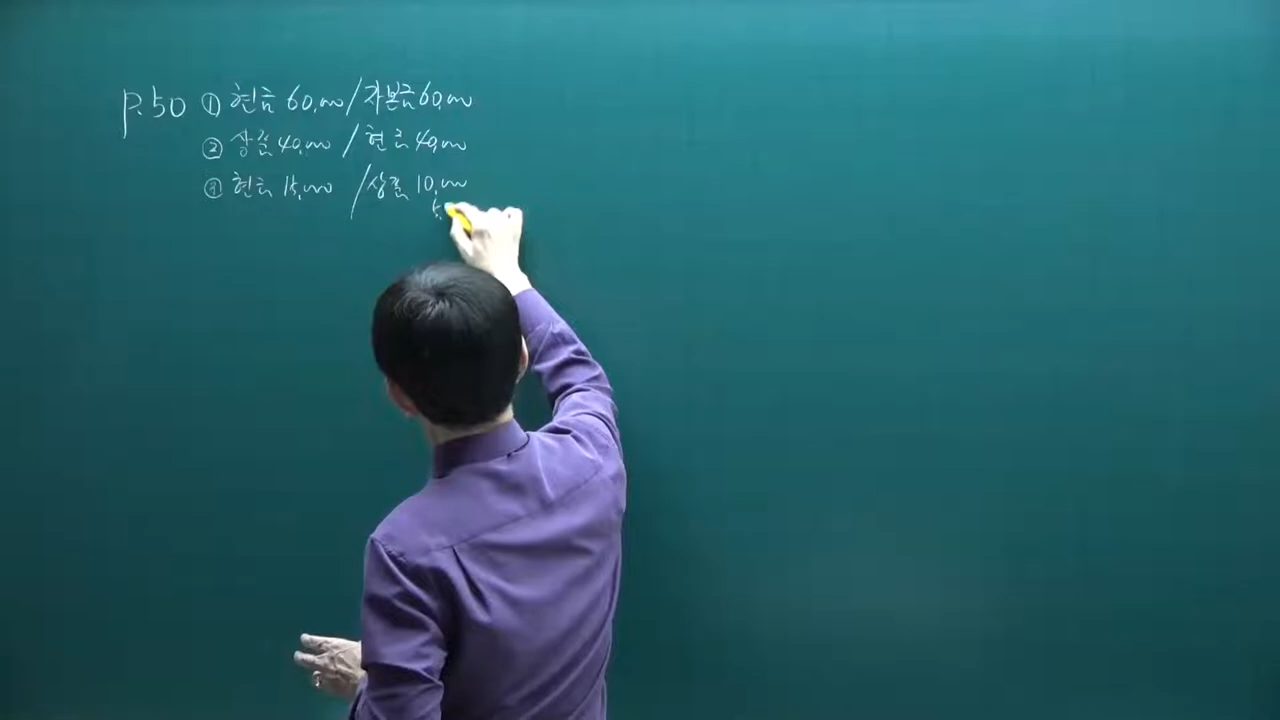 P.50 ① 현금 60,000 / 자본금 60,000
② 상품 40,000 / 현금 40,000
③ 현금 15,000 / 상품 10,000
5,